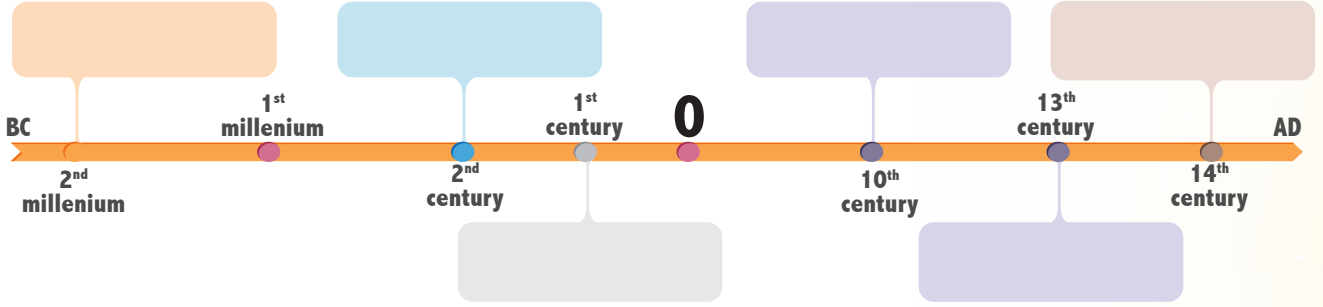 BC
2nd
millenium
1st
millenium
2nd
century
1st
century
0
10th
century
13th
century
14th
century
AD